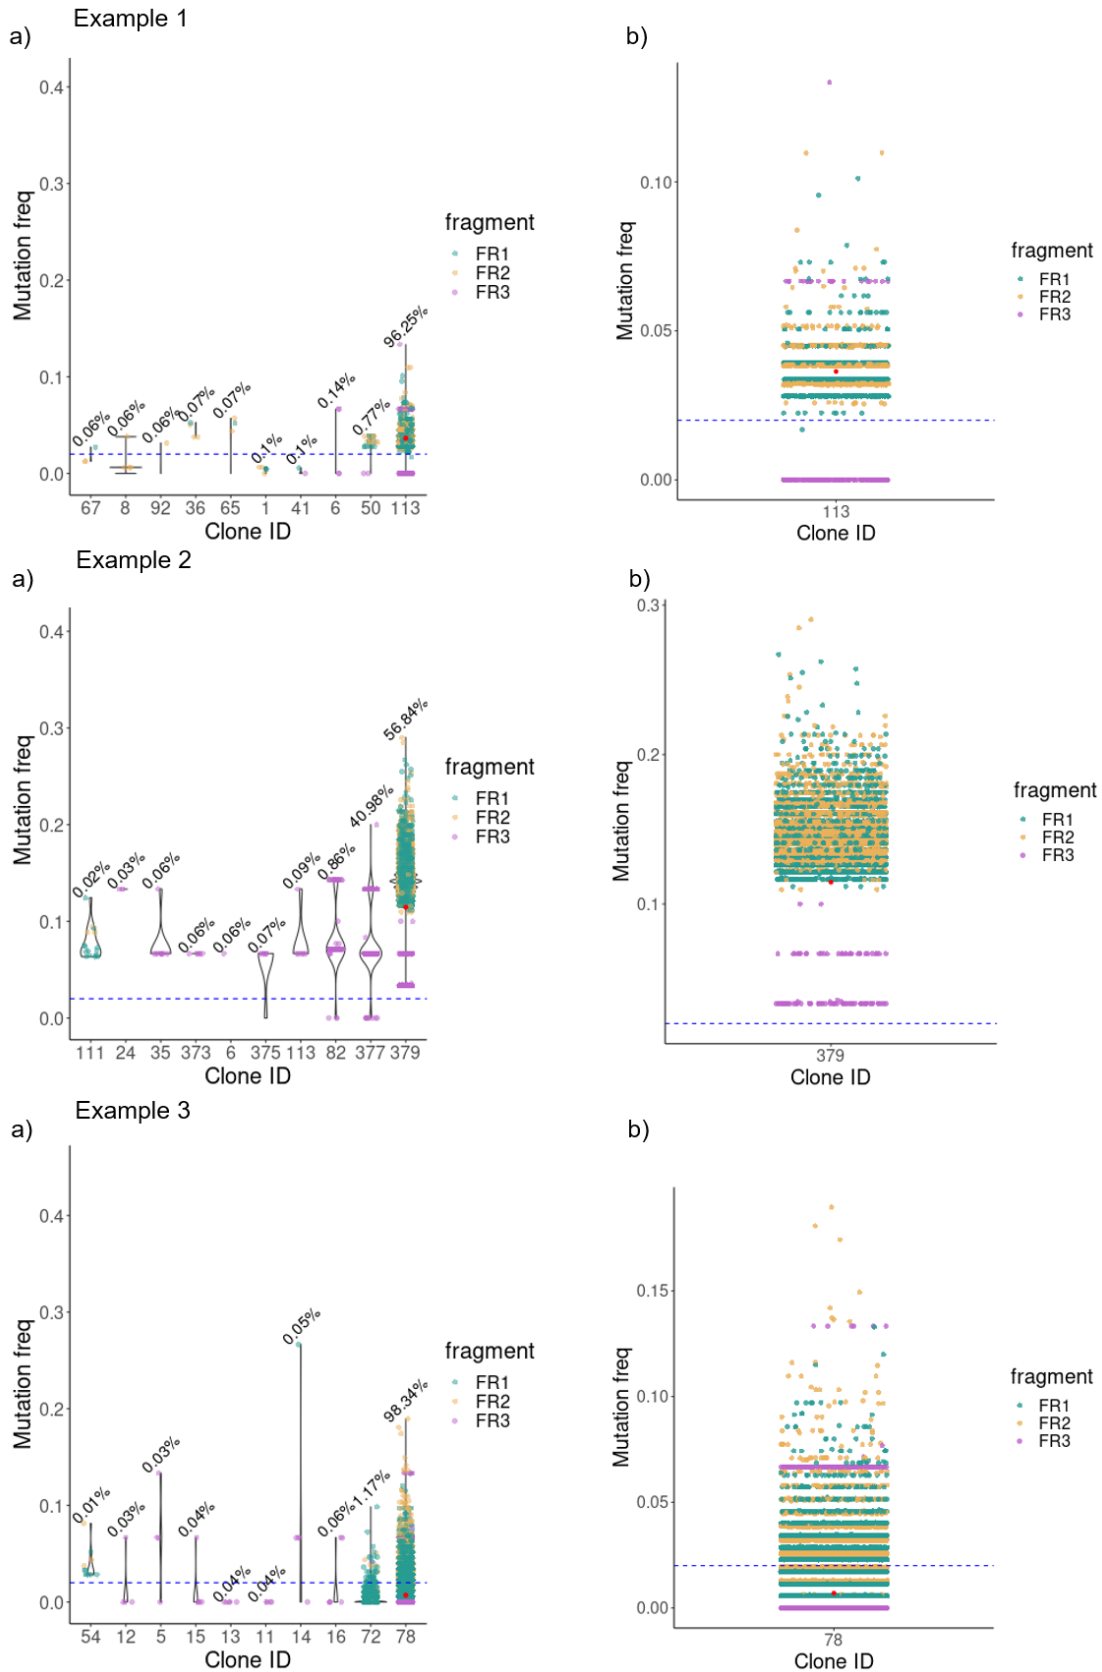 Example 1
a)
0.4
0.3
0.2
0.1
0.0
Mutation freq
0.06%
0.06%
0.06%
0.07%
0.07%
0.1%
0.1%
0.14%
0.77%
96.25%
67 8 92 36 65 1 41 6 50 113
Clone ID
fragment
FR1
FR2
FR3
b)
0.10
0.05
0.00
Mutation freq
113
Clone ID
fragment
FR1
FR2
FR3
Example 2
a)
0.4
0.3
0.2
0.1
0.0
Mutation freq
0.02%
0.03%
0.06%
0.06%
0.06%
0.07%
0.09%
0.86%
40.98%
56.84%
111 24 35 373 6 375 113 82 377 379
Clone ID
fragment
FR1
FR2
FR3
b)
0.3
0.2
0.1
Mutation freq
379
Clone ID
fragment
FR1
FR2
FR3
Example 3
a)
0.4
0.3
0.2
0.1
0.0
Mutation freq
0.01%
0.03%
0.03%
0.04%
0.04%
0.04%
0.05%
0.06%
1.17%
98.34%
54 12 5 15 13 11 14 16 72 78
Clone ID
fragment
FR1
FR2
FR3
b)
0.15
0.10
0.05
0.00
Mutation freq
78
Clone ID
fragment
FR1
FR2
FR3